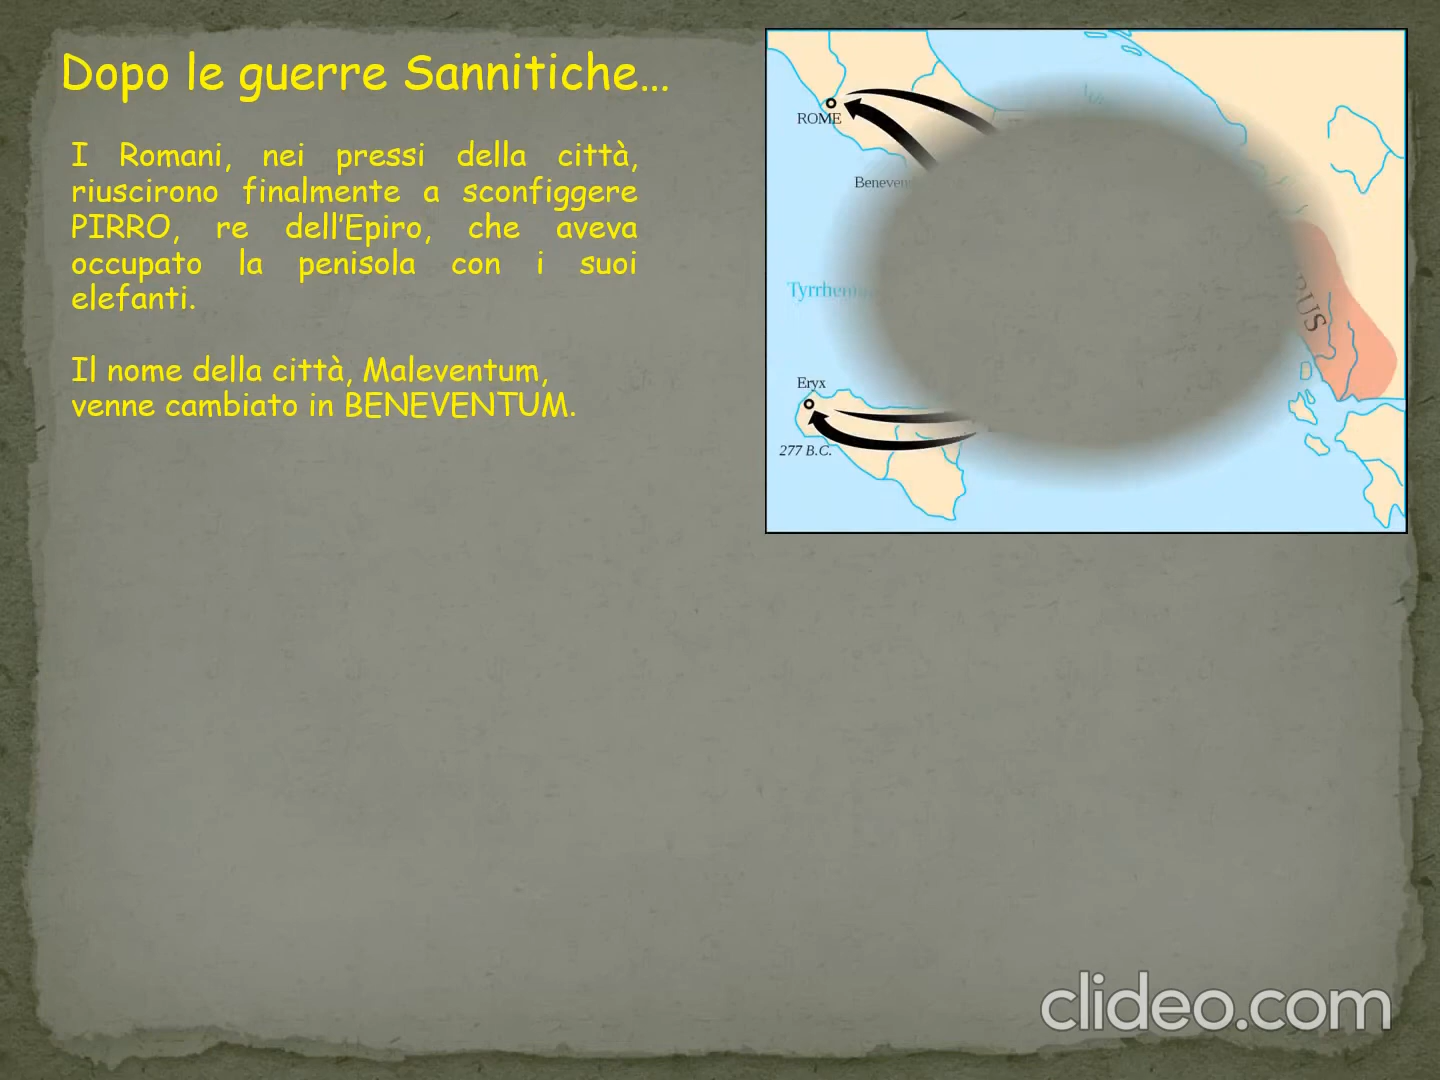 Dopo le guerre Sannitiche...
I Romani, nei pressi della città,
riuscirono finalmente a sconfiggere
PIRRO, re dell'Epiro, che aveva
occupato la penisola con i suoi
elefanti.
Il nome della città, Maleventum,
venne cambiato in BENEVENTUM.
ROME
Eryx
277 B.C.
clideo.com